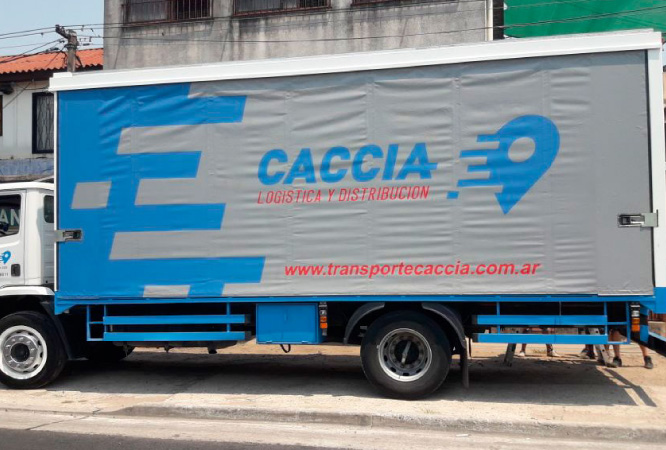 CACCIA
LOGISTICA Y DISTRIBUCION
www.transportecaccia.com.ar